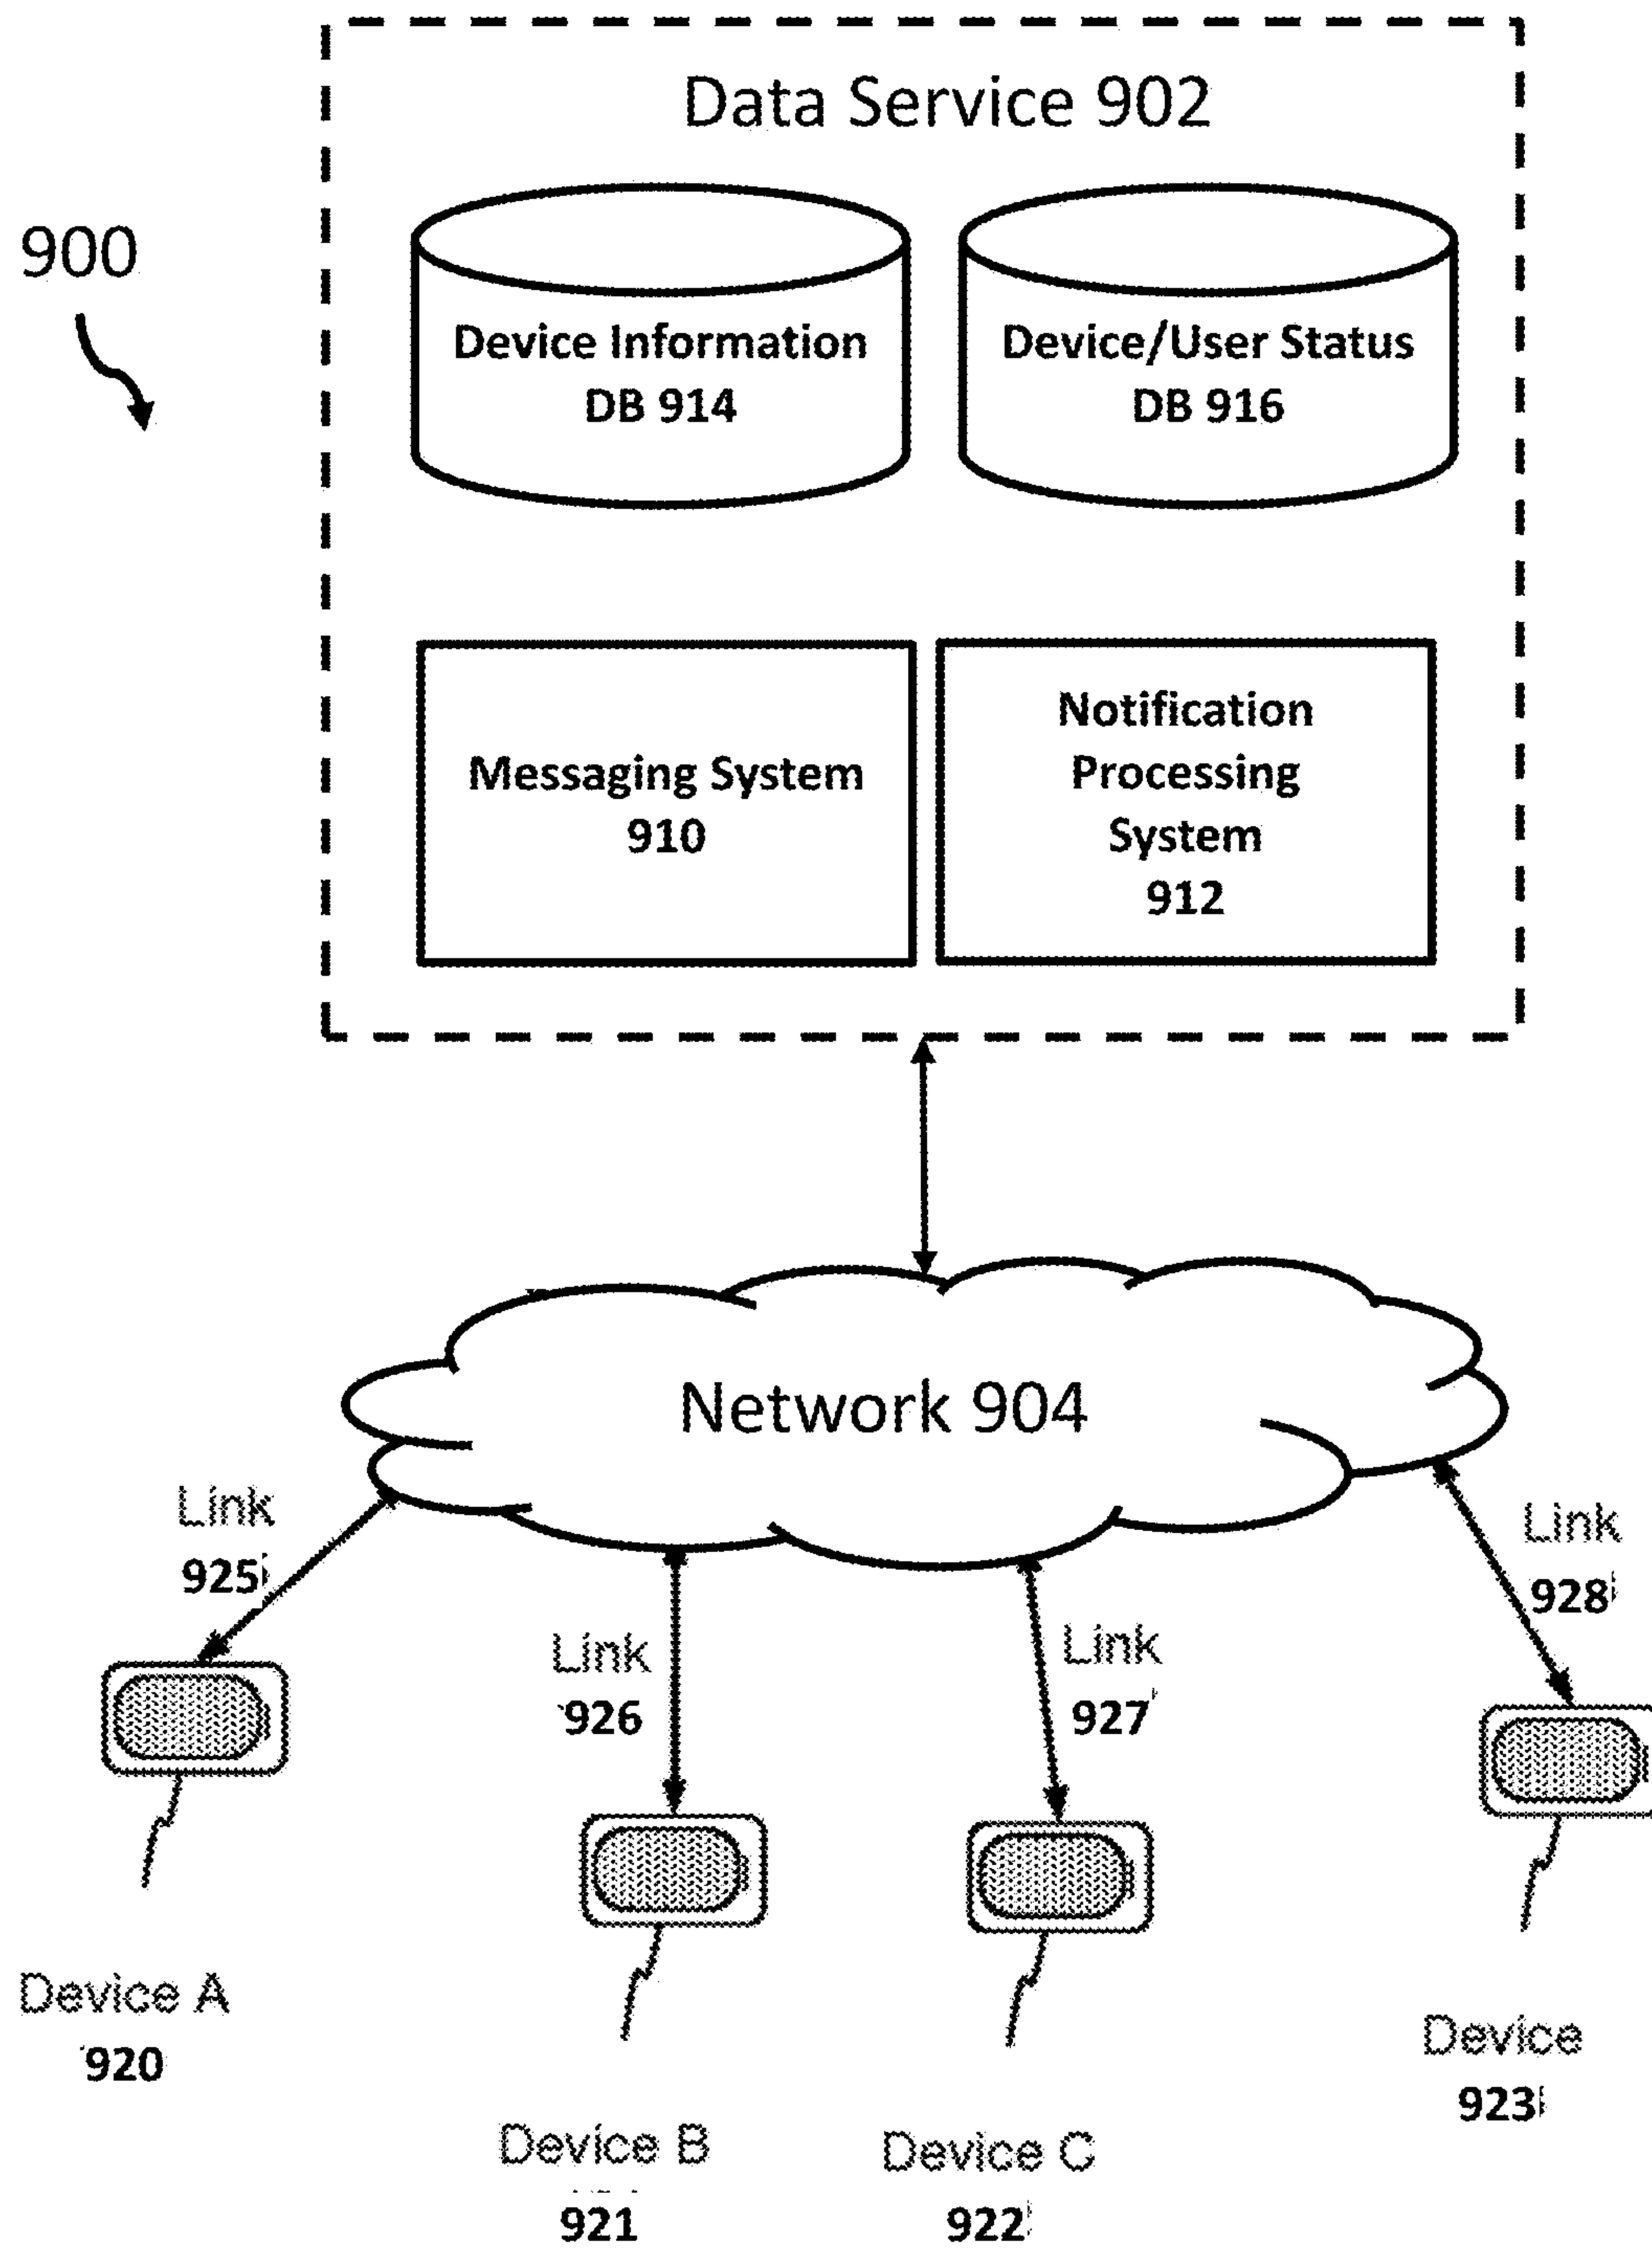 Data Service 902
900
Device Information
DB 914
Device/User Status
DB 916
Messaging System
910
Notification
Processing
System
912
Network 904
Link
925
Link
926
Link
927
Link
928
Device A
920
Device B
921
Device C
922
Device
923